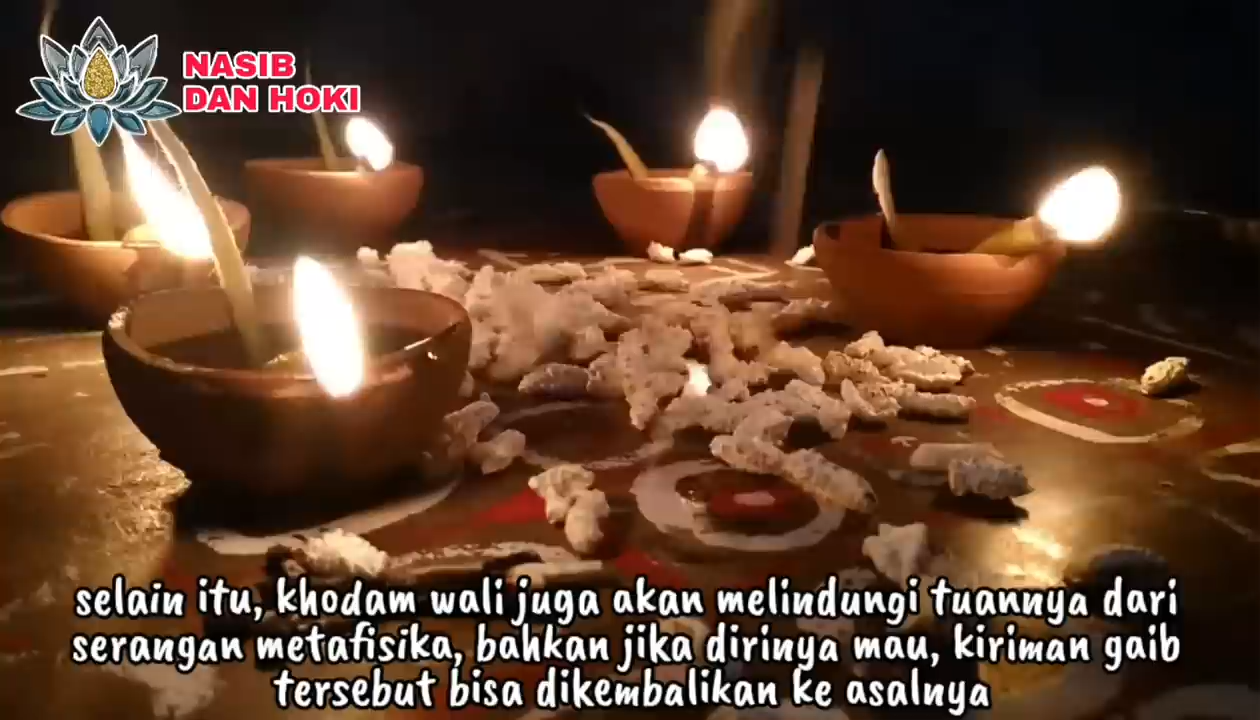 NASIB
DAN HOKI
selain itu, khodam wali juga akan melindungi tuannya dari
serangan metafisika, bahkan jika dirinya mau, kiriman gaib
tersebut bisa dikembalikan ke asalnya